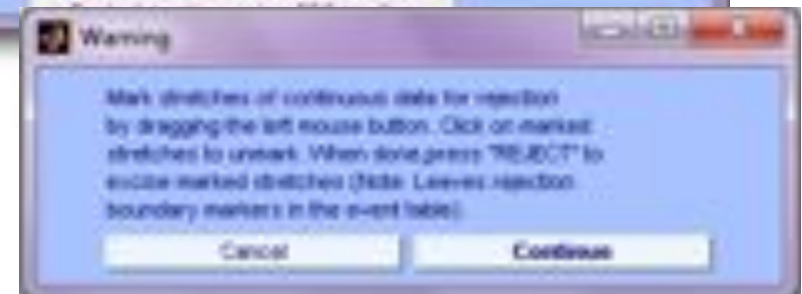 Warning
Mark stretches of continuous data for rejection
by dragging the left mouse button. Click on marked
stretches to unmark. When done,press "REJECT" to
excise marked stretches (Note: Leaves rejection
boundary markers in the event table).
Cancel
Continue